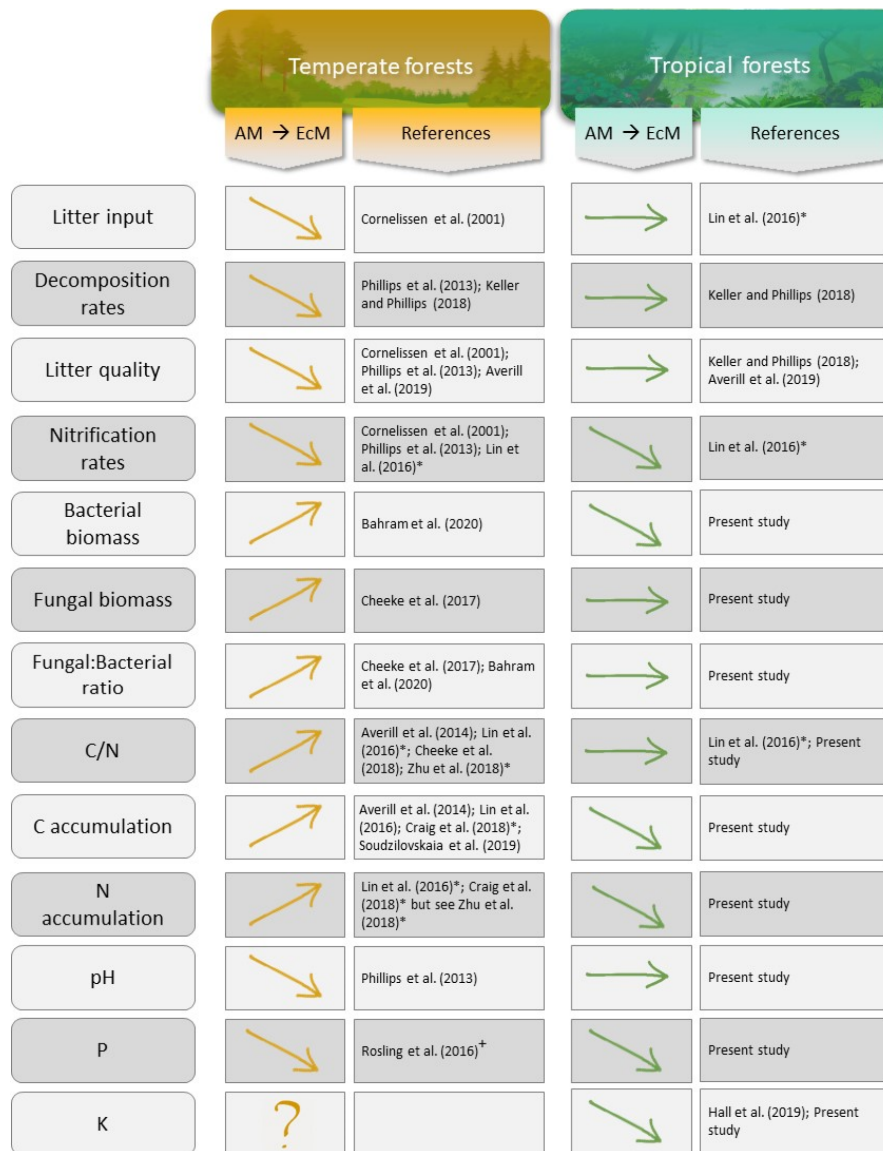 Temperate forests
Tropical forests
AM → EcM
References
AM → EcM
References
Litter input
Cornelissen et al. (2001)
Lin et al. (2016)*
Decomposition
rates
Phillips et al. (2013); Keller
and Phillips (2018)
Keller and Phillips (2018)
Litter quality
Cornelissen et al. (2001);
Phillips et al. (2013); Averill
et al. (2019)
Keller and Phillips (2018);
Averill et al. (2019)
Nitrification
rates
Cornelissen et al. (2001);
Phillips et al. (2013); Lin et
al. (2016)*
Lin et al. (2016)*
Bacterial
biomass
Bahram et al. (2020)
Present study
Fungal biomass
Cheeke et al. (2017)
Present study
Fungal:Bacterial
ratio
Cheeke et al. (2017); Bahram
et al. (2020)
Present study
C/N
Averill et al. (2014); Lin et al.
(2016)*; Cheeke et al.
(2018); Zhu et al. (2018)*
Lin et al. (2016)*; Present
study
C accumulation
Averill et al. (2014); Lin et al.
(2016); Craig et al. (2018)*;
Soudzilovskaia et al. (2019)
Present study
N
accumulation
Lin et al. (2016)*; Craig et al.
(2018)* but see Zhu et al.
(2018)*
Present study
pH
Phillips et al. (2013)
Present study
P
Rosling et al. (2016)+
Present study
K
?
Hall et al. (2019); Present
study